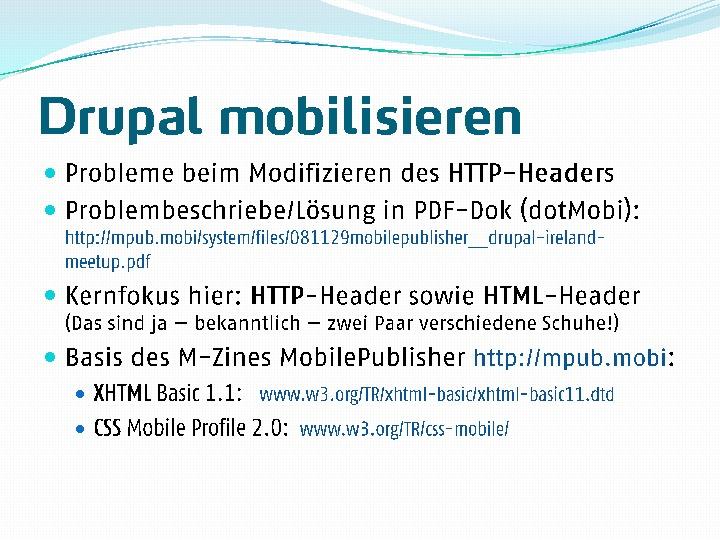 Drupal mobilisieren
Probleme beim Modifizieren des HTTP-Headers
Problembeschriebe/Lösung in PDF-Dok (dotMobi):
http://mpub.mobi/system/files/081129mobilepublisher__drupal-ireland-
meetup.pdf
Kernfokus hier: HTTP-Header sowie HTML-Header
(Das sind ja – bekanntlich – zwei Paar verschiedene Schuhe!)
Basis des M-Zines MobilePublisher http://mpub.mobi:
XHTML Basic 1.1: www.w3.org/TR/xhtml-basic/xhtml-basic11.dtd
CSS Mobile Profile 2.0: www.w3.org/TR/css-mobile/